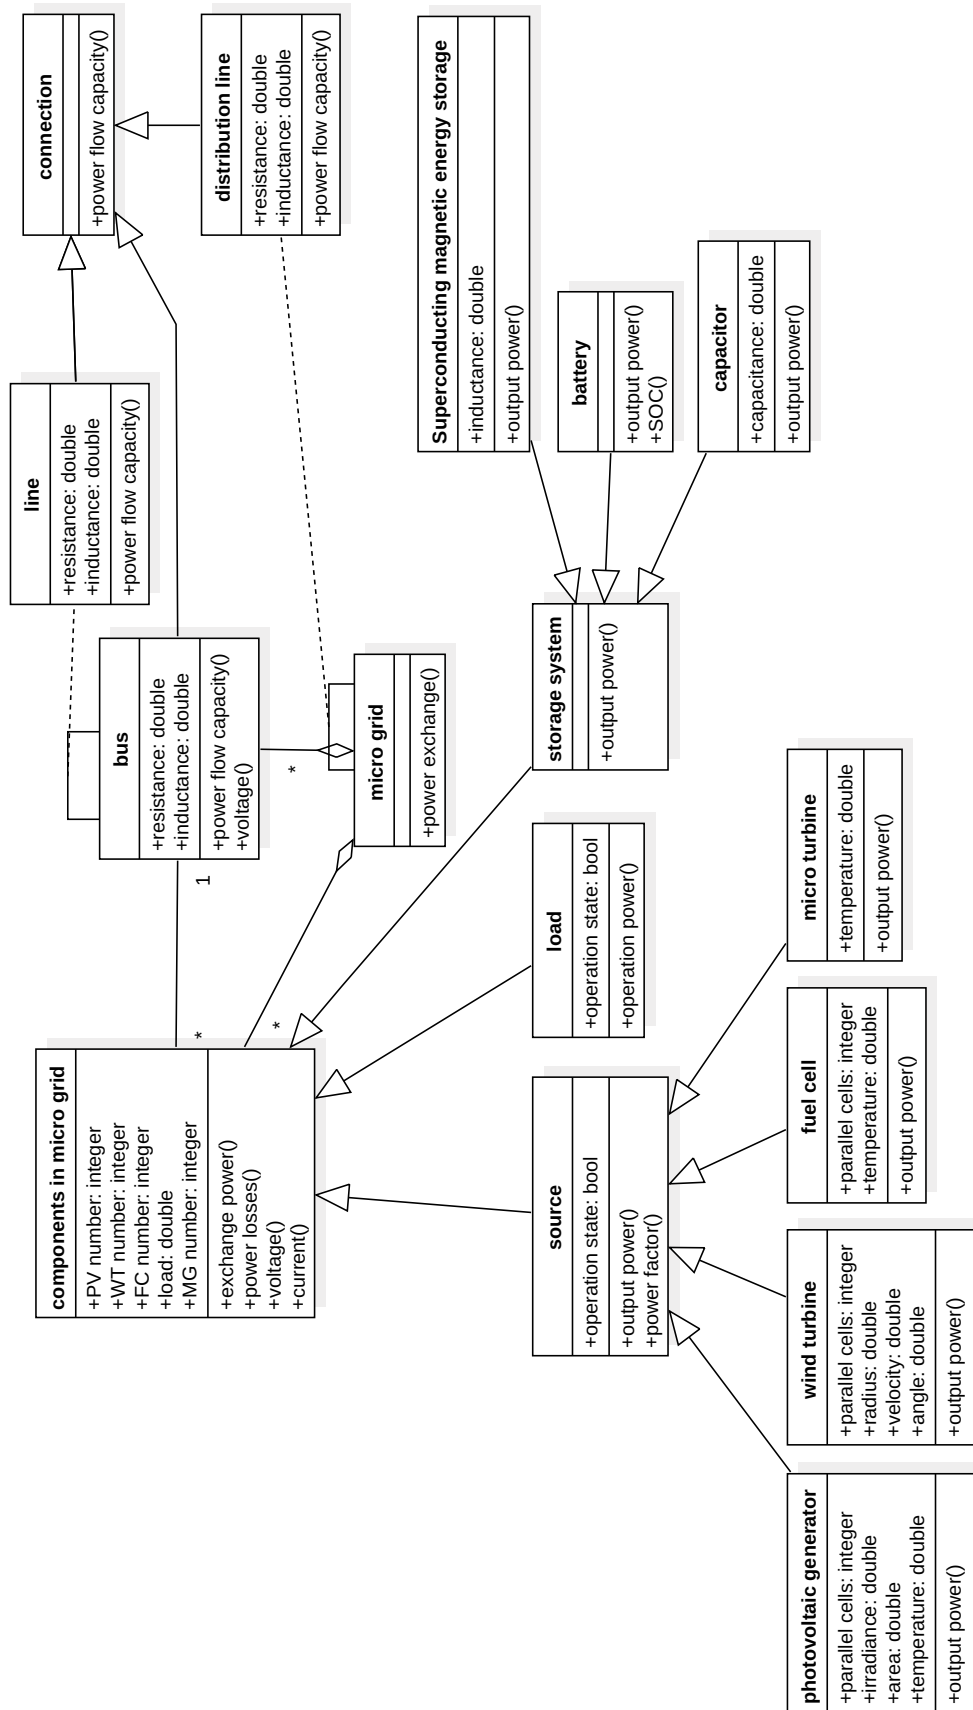 components in micro grid
+PV number: integer
+WT number: integer
+FC number: integer
+load: double
+MG number: integer
+exchange power()
+power losses()
+voltage()
+current()
*
*
1
bus
+resistance: double
+inductance: double
+power flow capacity()
+voltage()
line
+resistance: double
+inductance: double
+power flow capacity()
connection
+power flow capacity()
distribution line
+resistance: double
+inductance: double
+power flow capacity()
*
micro grid
+power exchange()
source
+operation state: bool
+output power()
+power factor()
load
+operation state: bool
+operation power()
storage system
+output power()
Superconducting magnetic energy storage
+inductance: double
+output power()
battery
+output power()
+SOC()
capacitor
+capacitance: double
+output power()
photovoltaic generator
+parallel cells: integer
+irradiance: double
+area: double
+temperature: double
+output power()
wind turbine
+parallel cells: integer
+radius: double
+velocity: double
+angle: double
+output power()
fuel cell
+parallel cells: integer
+temperature: double
+output power()
micro turbine
+temperature: double
+output power()